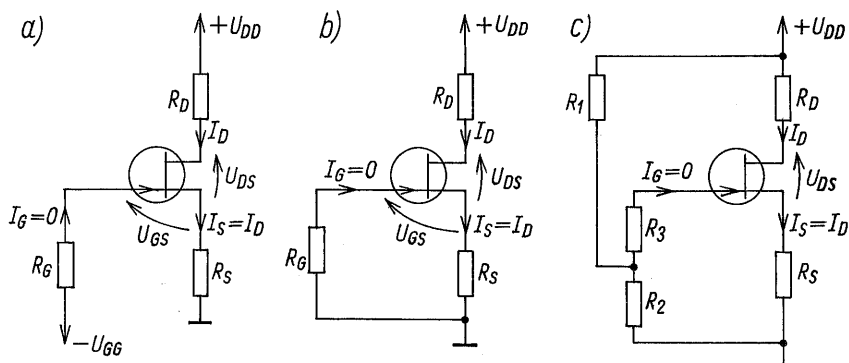 a)
+U_DD
R_D
I_D
U_DS
I_G=0
U_GS
I_S=I_D
R_G
R_S
-U_GG
b)
+U_DD
R_D
I_D
I_G=0
U_DS
U_GS
I_S=I_D
R_G
R_S
c)
+U_DD
R_1
R_D
I_D
I_G=0
U_DS
R_3
I_S=I_D
R_2
R_S